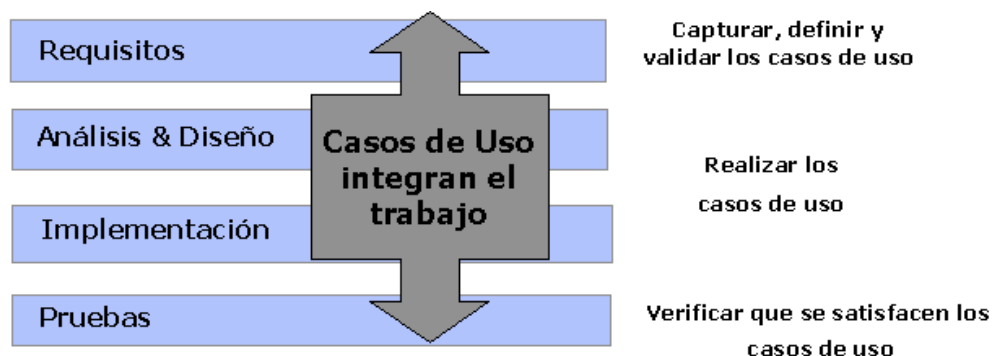 Requisitos
Capturar, definir y
validar los casos de uso
Análisis & Diseño
Casos de Uso
integran el
trabajo
Realizar los
casos de uso
Implementación
Pruebas
Verificar que se satisfacen los
casos de uso